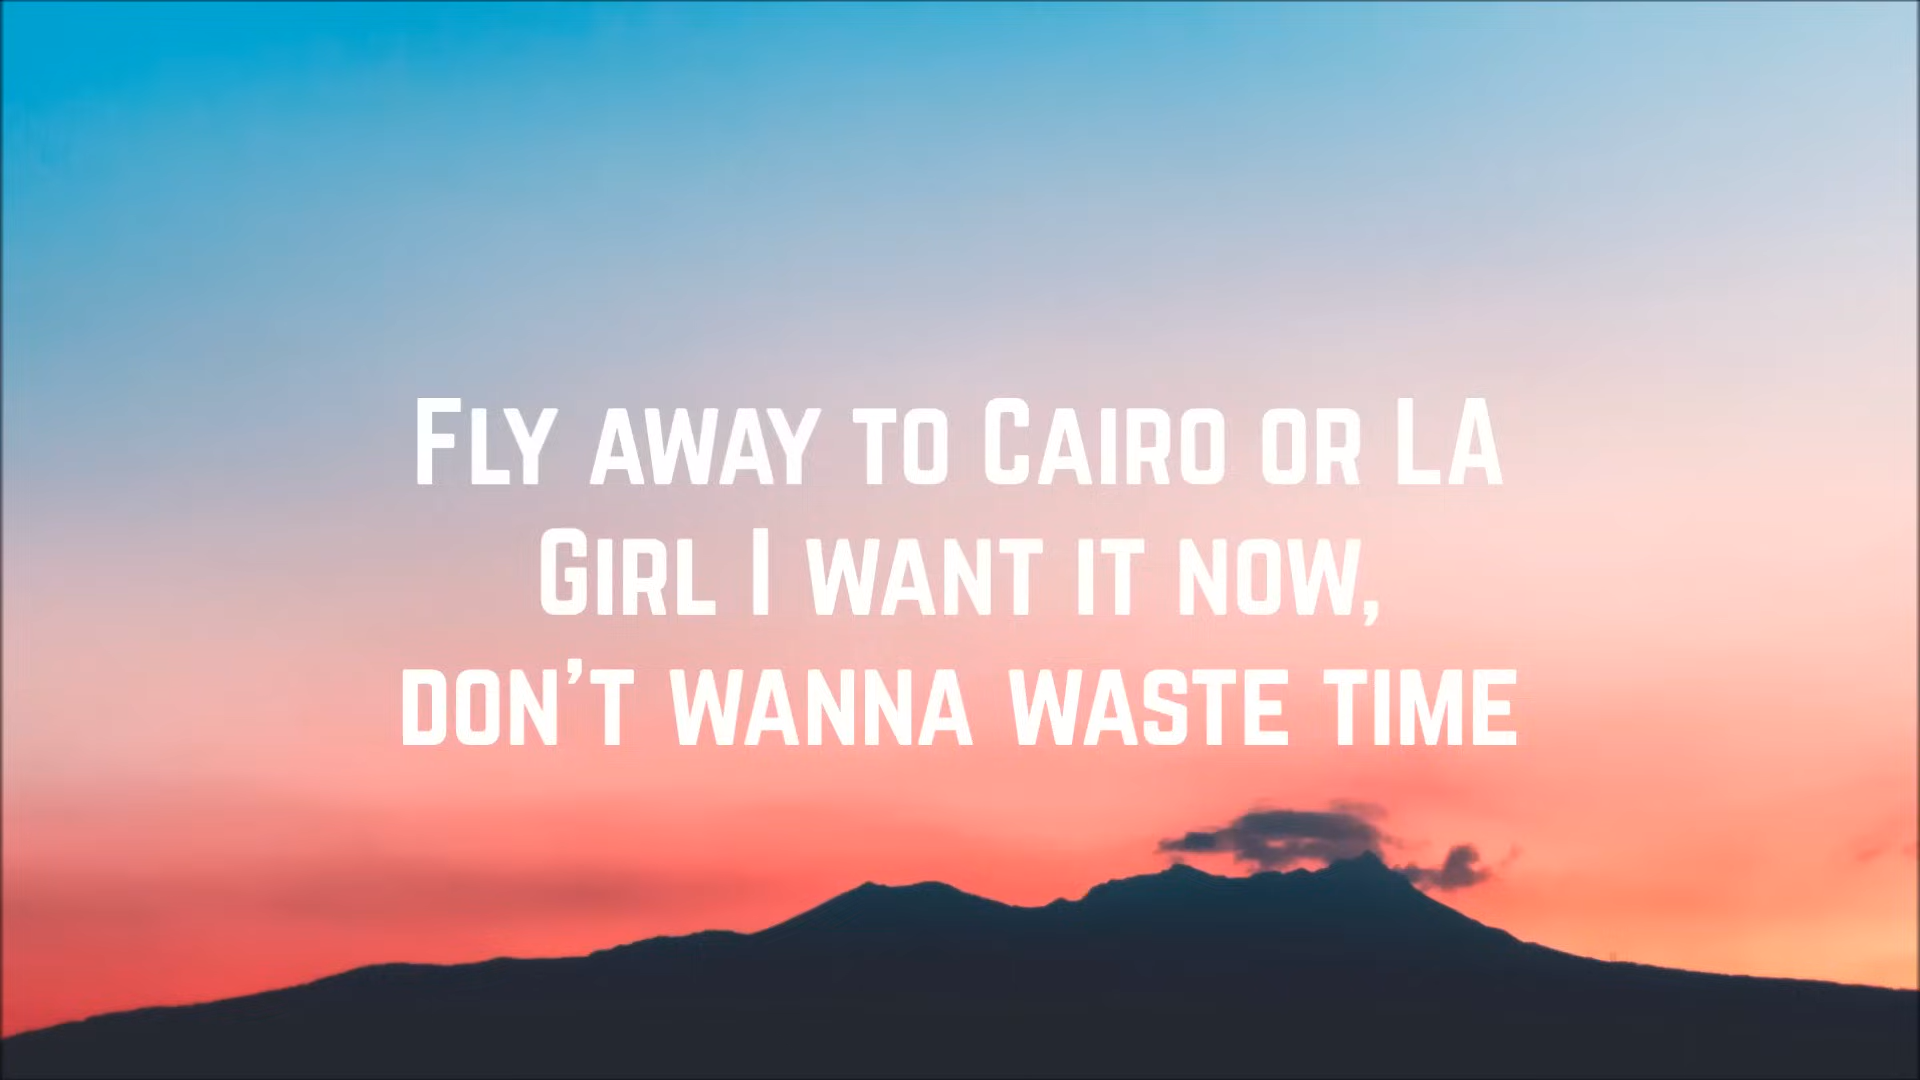 Fly away to Cairo or LA
Girl I want it now,
don't wanna waste time